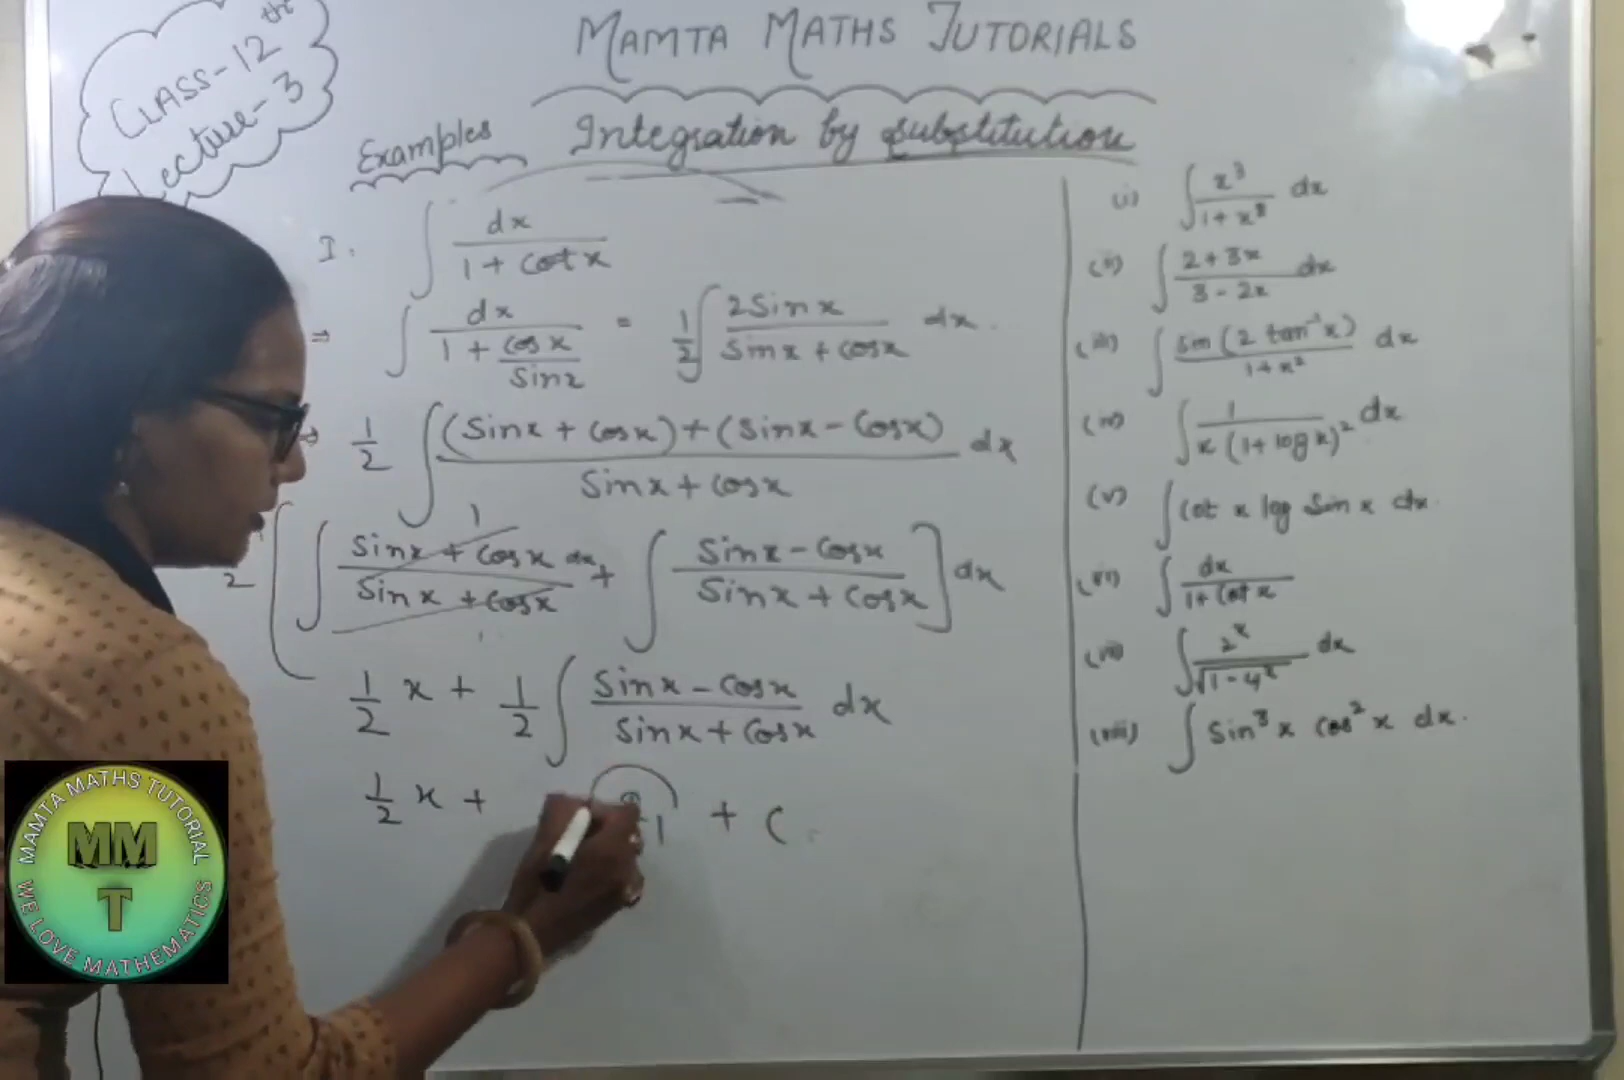 CLASS-12th
Lecture-3
MAMTA MATHS TUTORIALS
Examples Integration by substitution
I. ∫ dx / (1 + cot x)
⇒ ∫ dx / (1 + cos x / sin x) = 1/2 ∫ 2 sin x / (sin x + cos x) dx
⇒ 1/2 ∫ ((sin x + cos x) + (sin x − cos x)) / (sin x + cos x) dx
2 [ ∫ (sin x + cos x) / (sin x + cos x) dx + ∫ (sin x − cos x) / (sin x + cos x) ] dx
1
1/2 x + 1/2 ∫ (sin x − cos x) / (sin x + cos x) dx
1/2 x + 1 + C
(i) ∫ x³ / (1 + x⁸) dx
(ii) ∫ (2 + 3x) / (3 − 2x) dx
(iii) ∫ sin (2 tan⁻¹x) / (1 + x²) dx
(iv) ∫ 1 / (x (1 + log x)²) dx
(v) ∫ cot x log sin x dx.
(vi) ∫ dx / (1 + cot x)
(vii) ∫ 2ˣ / √(1 − 4ˣ) dx
(viii) ∫ sin³ x cos² x dx.
MAMTA MATHS TUTORIAL
MM
T
WE LOVE MATHEMATICS